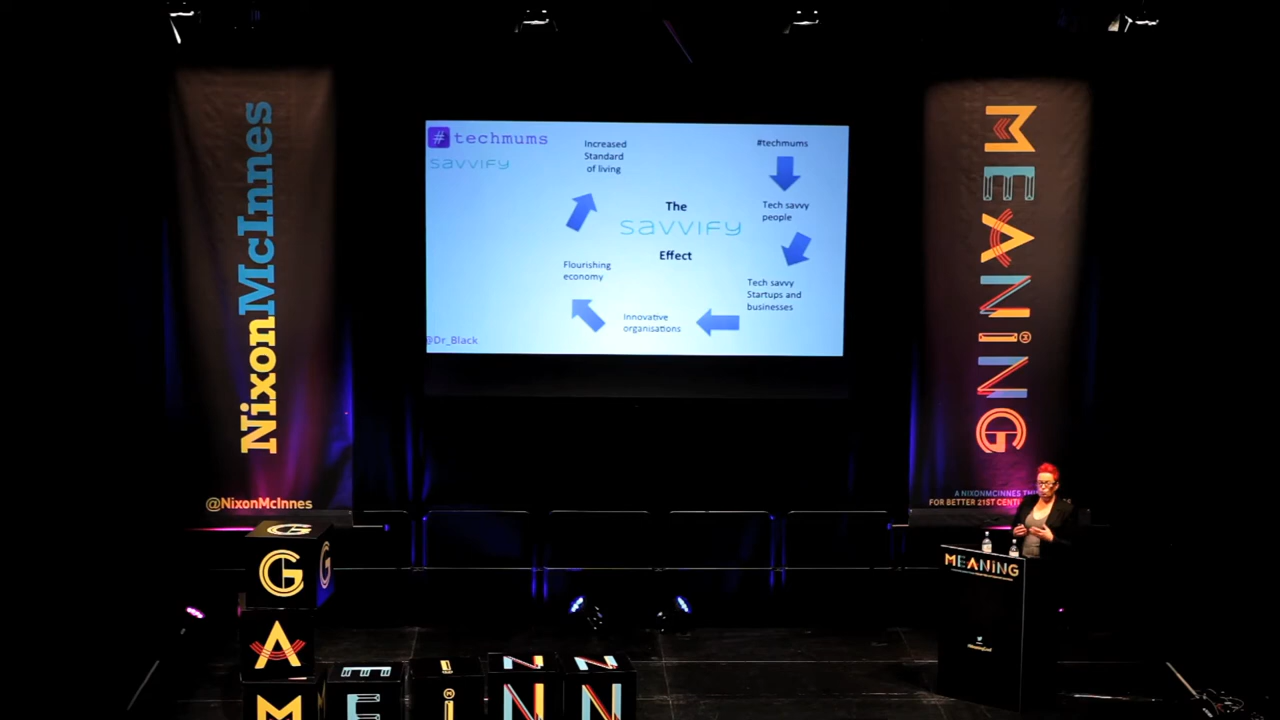 NixonMcInnes
@NixonMcInnes
# techmums
savvify
Increased
Standard
of living
#techmums
Tech savvy
people
The
savvify
Effect
Flourishing
economy
Tech savvy
Startups and
businesses
Innovative
organisations
@Dr_Black
MEANING
A NIXONMCINNES
FOR BETTER 21ST
MEANING
G
G
G
A
M
E
E
i
i
N
N
N
N